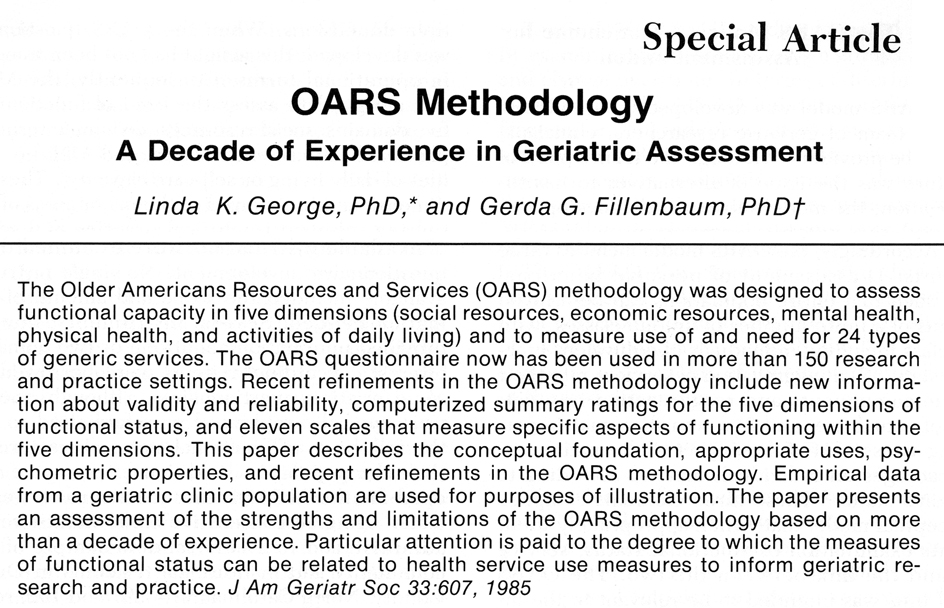 Special Article
OARS Methodology
A Decade of Experience in Geriatric Assessment
Linda K. George, PhD,* and Gerda G. Fillenbaum, PhD†
The Older Americans Resources and Services (OARS) methodology was designed to assess
functional capacity in five dimensions (social resources, economic resources, mental health,
physical health, and activities of daily living) and to measure use of and need for 24 types
of generic services. The OARS questionnaire now has been used in more than 150 research
and practice settings. Recent refinements in the OARS methodology include new informa-
tion about validity and reliability, computerized summary ratings for the five dimensions of
functional status, and eleven scales that measure specific aspects of functioning within the
five dimensions. This paper describes the conceptual foundation, appropriate uses, psy-
chometric properties, and recent refinements in the OARS methodology. Empirical data
from a geriatric clinic population are used for purposes of illustration. The paper presents
an assessment of the strengths and limitations of the OARS methodology based on more
than a decade of experience. Particular attention is paid to the degree to which the measures
of functional status can be related to health service use measures to inform geriatric re-
search and practice. J Am Geriatr Soc 33:607, 1985